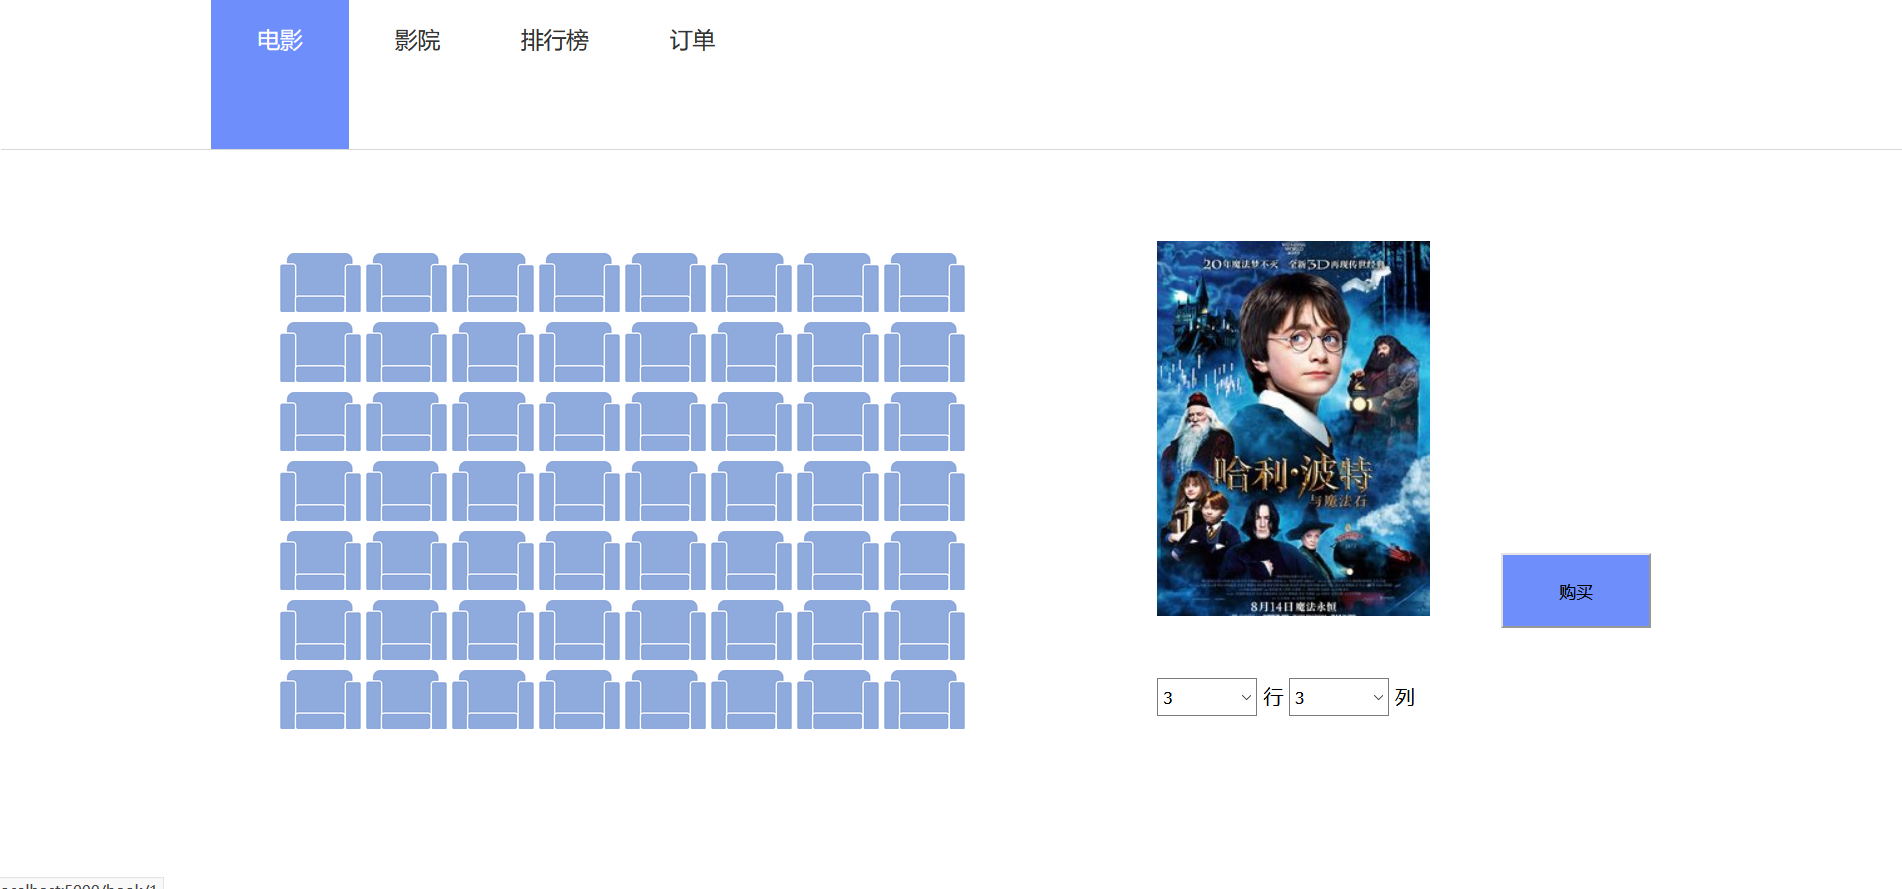 电影 影院 排行榜 订单
20年魔法梦不灭 全新3D再现传世经典
哈利·波特
与魔法石
8月14日魔法永恒
购买
3 行 3 列
ocalhost:5000/book/1